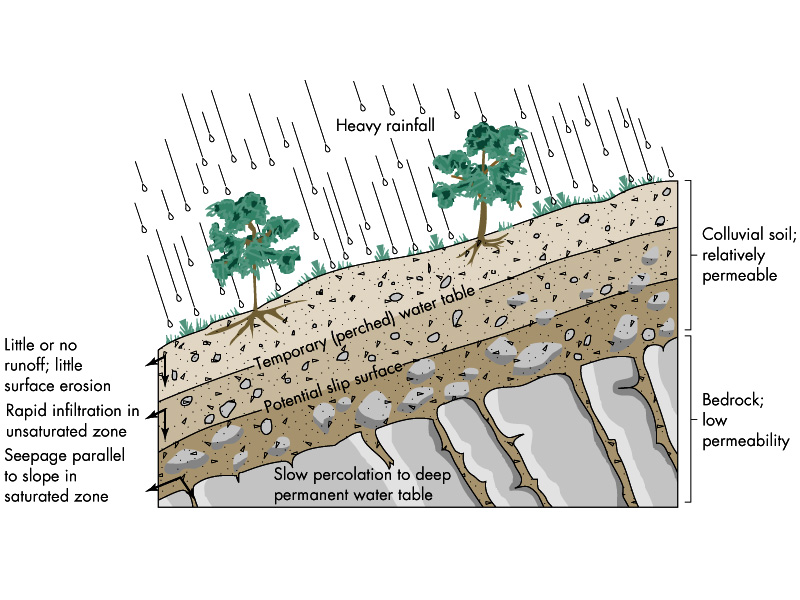 Heavy rainfall
Colluvial soil;
relatively
permeable
Temporary (perched) water table
Potential slip surface
Little or no
runoff; little
surface erosion
Rapid infiltration in
unsaturated zone
Seepage parallel
to slope in
saturated zone
Bedrock;
low
permeability
Slow percolation to deep
permanent water table